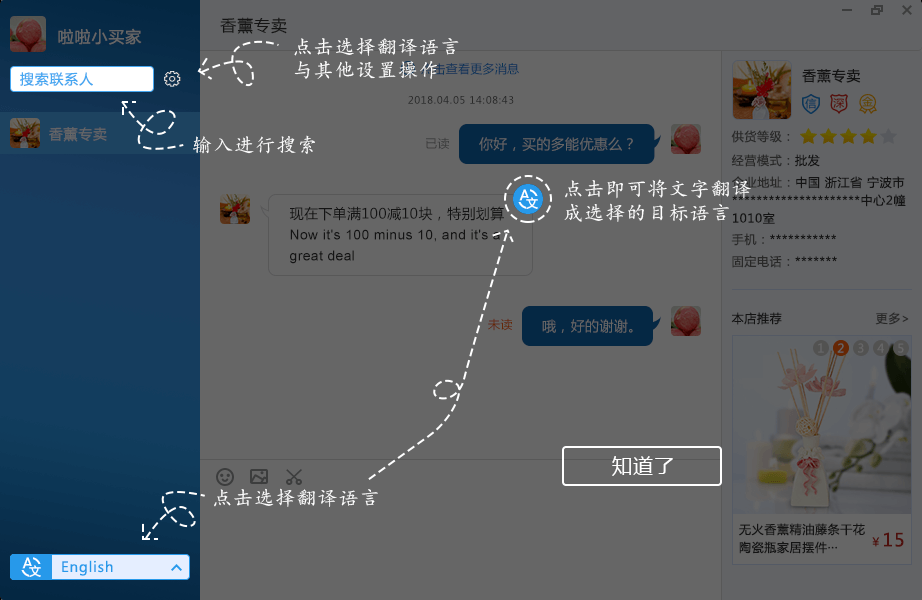 啦啦小买家
搜索联系人
香薰专卖
输入进行搜索
点击选择翻译语言
English
香薰专卖
点击选择翻译语言
与其他设置操作
击查看更多消息
2018.04.05 14:08:43
已读
你好，买的多能优惠么？
现在下单满100减10块，特别划算
Now it's 100 minus 10, and it's a
great deal
点击即可将文字翻译
成选择的目标语言
未读
哦，好的谢谢。
知道了
香薰专卖
信 深 金
供货等级：
经营模式：批发
企业地址：中国 浙江省 宁波市
*********************中心2幢
1010室
手机：***********
固定电话：*******
本店推荐 更多>
1 2 3 4 5
无火香薰精油藤条干花
陶瓷瓶家居摆件…
¥15